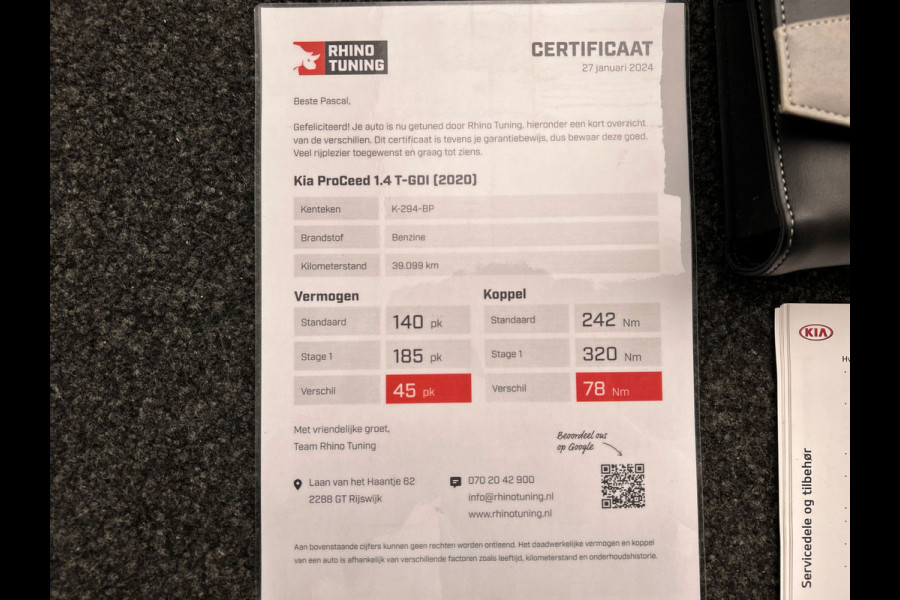 RHINO
TUNING
CERTIFICAAT
27 januari 2024
Beste Pascal,
Gefeliciteerd! Je auto is nu getuned door Rhino Tuning, hieronder een kort overzicht
van de verschillen. Dit certificaat is tevens je garantiebewijs, dus bewaar deze goed.
Veel rijplezier toegewenst en graag tot ziens.
Kia ProCeed 1.4 T-GDI (2020)
Kenteken K-294-BP
Brandstof Benzine
Kilometerstand 39.099 km
Vermogen
Standaard 140 pk
Stage 1 185 pk
Verschil 45 pk
Koppel
Standaard 242 Nm
Stage 1 320 Nm
Verschil 78 Nm
Met vriendelijke groet,
Team Rhino Tuning
Beoordeel ons
op Google
Laan van het Haantje 62
2288 GT Rijswijk
070 20 42 900
info@rhinotuning.nl
www.rhinotuning.nl
Aan bovenstaande cijfers kunnen geen rechten worden ontleend. Het daadwerkelijke vermogen en koppel
van een auto is afhankelijk van verschillende factoren zoals leeftijd, kilometerstand en onderhoudshistorie.
KIA
Servicedele og tilbehør